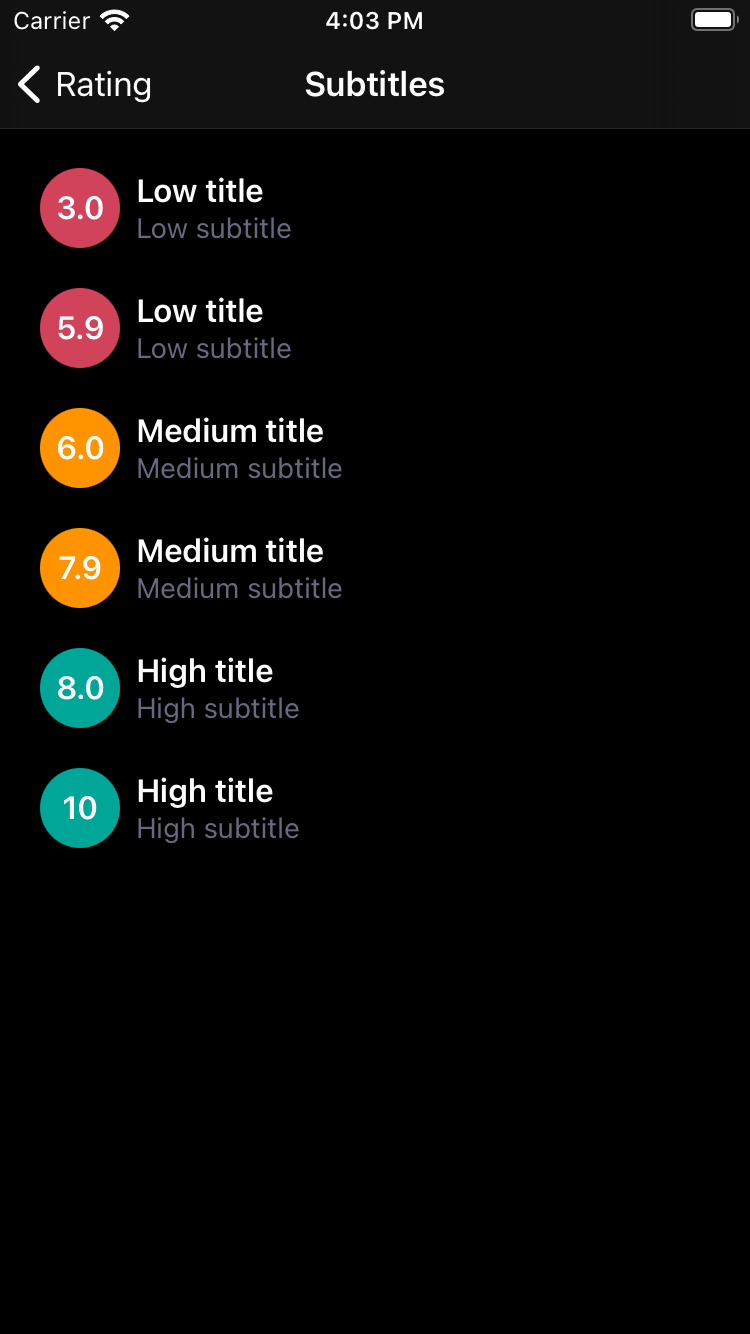 Carrier 4:03 PM
Rating Subtitles
3.0 Low title
Low subtitle
5.9 Low title
Low subtitle
6.0 Medium title
Medium subtitle
7.9 Medium title
Medium subtitle
8.0 High title
High subtitle
10 High title
High subtitle